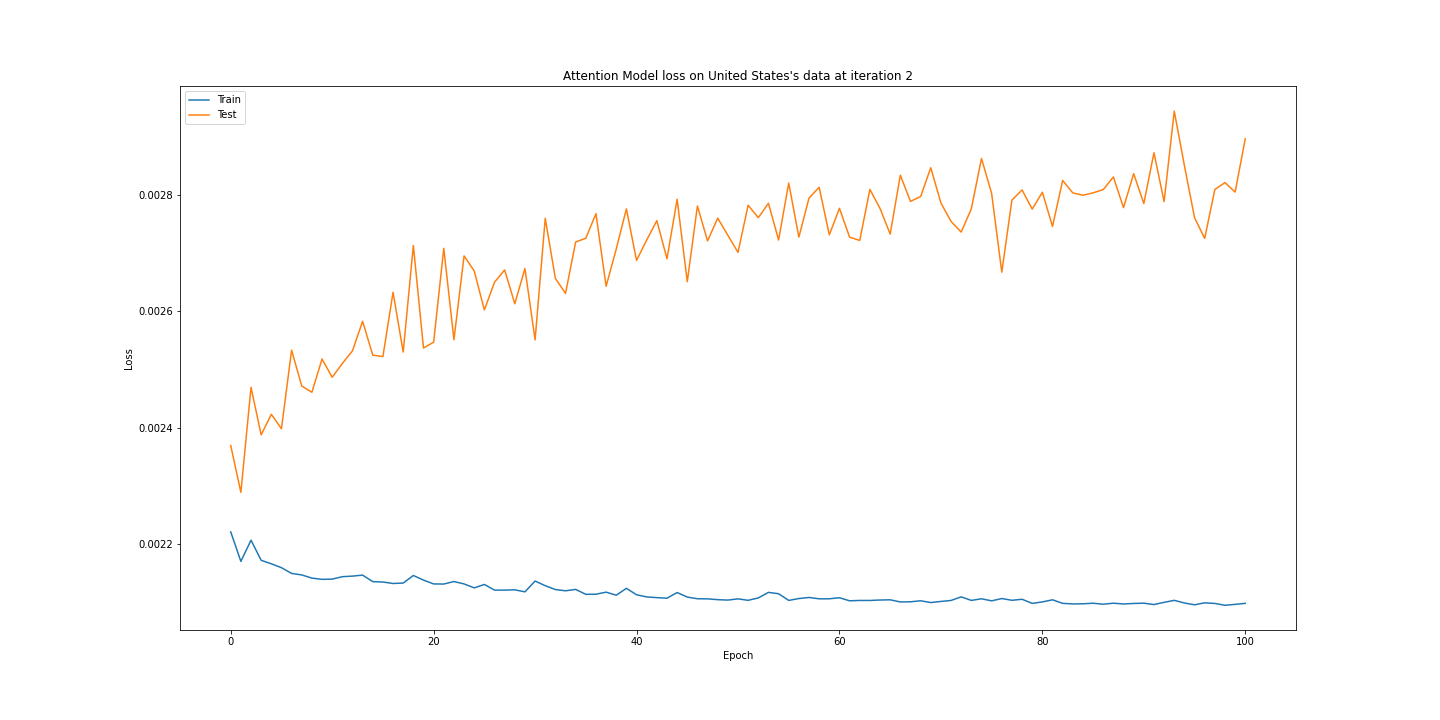 Attention Model loss on United States's data at iteration 2
Train
Test
0.0028
0.0026
0.0024
0.0022
Loss
0
20
40
60
80
100
Epoch